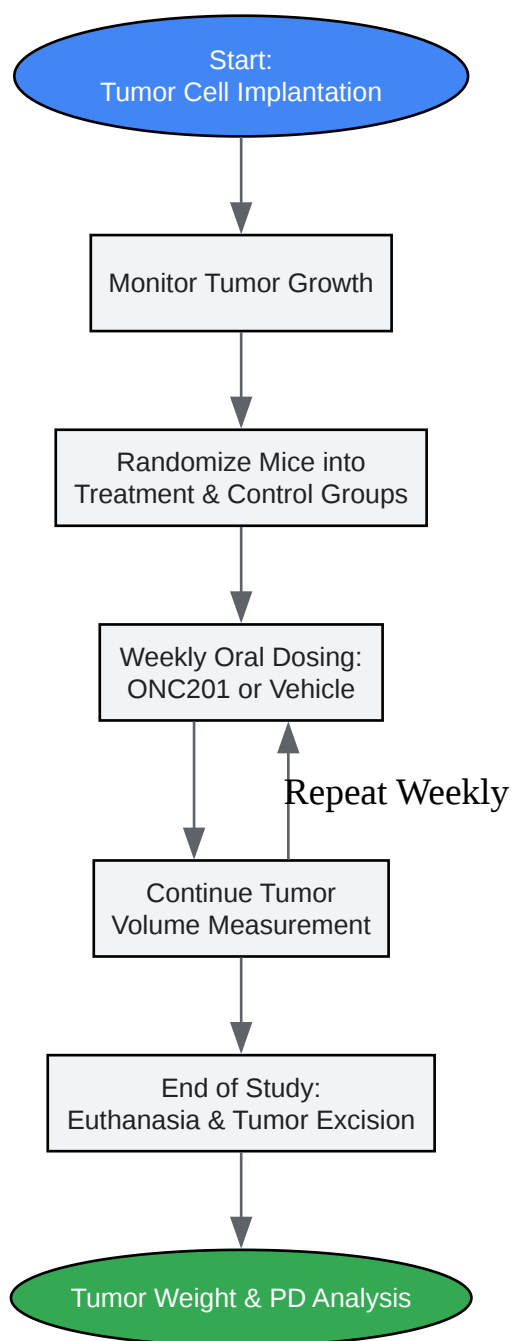 Start:
Tumor Cell Implantation
Monitor Tumor Growth
Randomize Mice into
Treatment & Control Groups
Weekly Oral Dosing:
ONC201 or Vehicle
Repeat Weekly
Continue Tumor
Volume Measurement
End of Study:
Euthanasia & Tumor Excision
Tumor Weight & PD Analysis